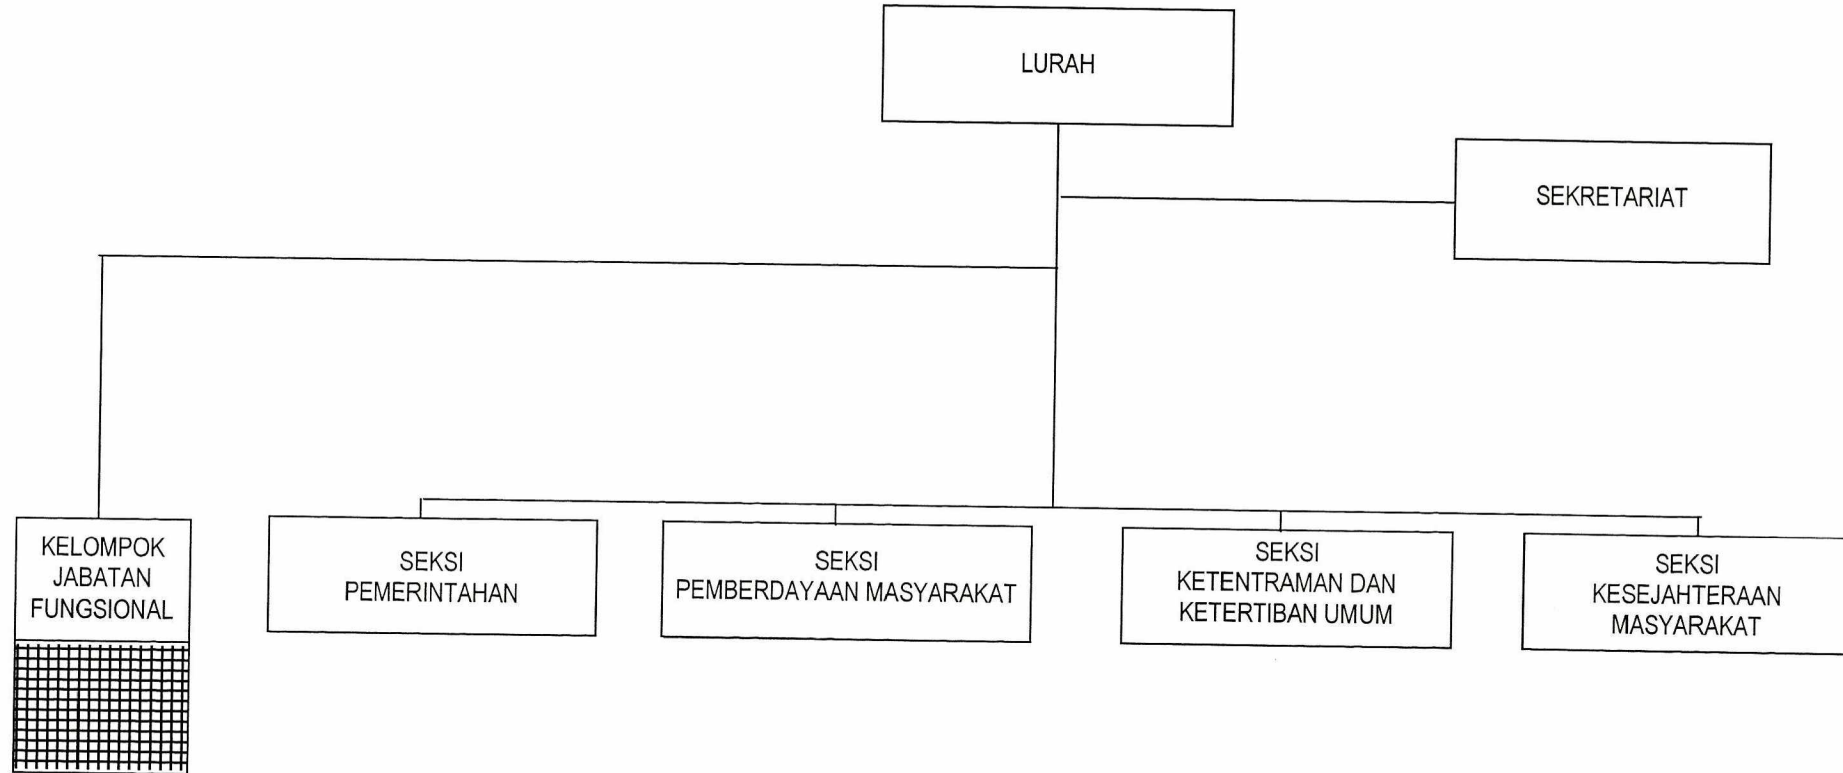 LURAH
SEKRETARIAT
KELOMPOK
JABATAN
FUNGSIONAL
SEKSI
PEMERINTAHAN
SEKSI
PEMBERDAYAAN MASYARAKAT
SEKSI
KETENTRAMAN DAN
KETERTIBAN UMUM
SEKSI
KESEJAHTERAAN
MASYARAKAT